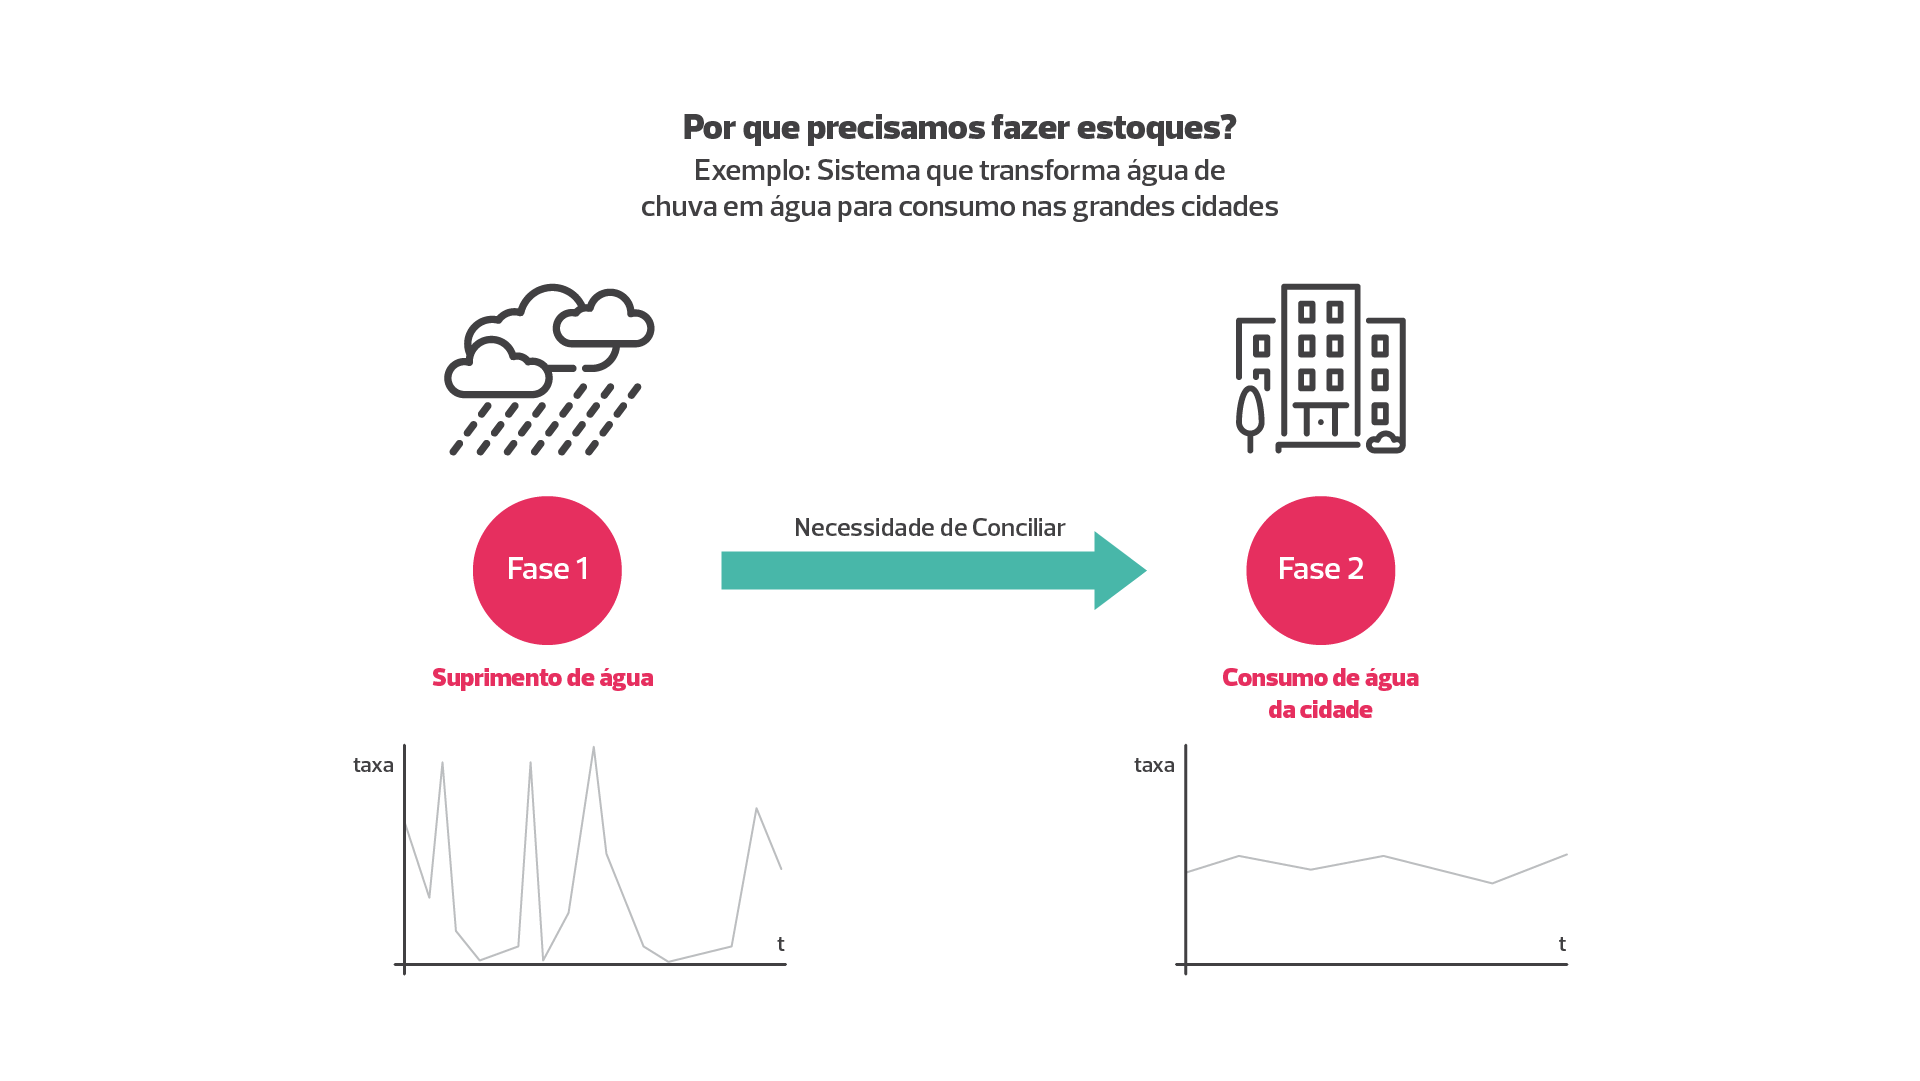 Por que precisamos fazer estoques?
Exemplo: Sistema que transforma água de
chuva em água para consumo nas grandes cidades
Necessidade de Conciliar
Fase 1
Fase 2
Suprimento de água
Consumo de água
da cidade
taxa
t
taxa
t